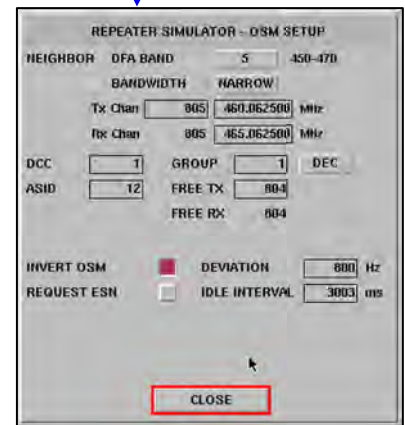 REPEATER SIMULATOR - OSM SETUP
NEIGHBOR DFA BAND 5 450-470
BANDWIDTH NARROW
Tx Chan 805 460.062500 MHz
Rx Chan 805 465.062500 MHz
DCC 1 GROUP 1 DEC
ASID 12 FREE TX 804
FREE RX 804
INVERT OSM DEVIATION 800 Hz
REQUEST ESN IDLE INTERVAL 3003 ms
CLOSE